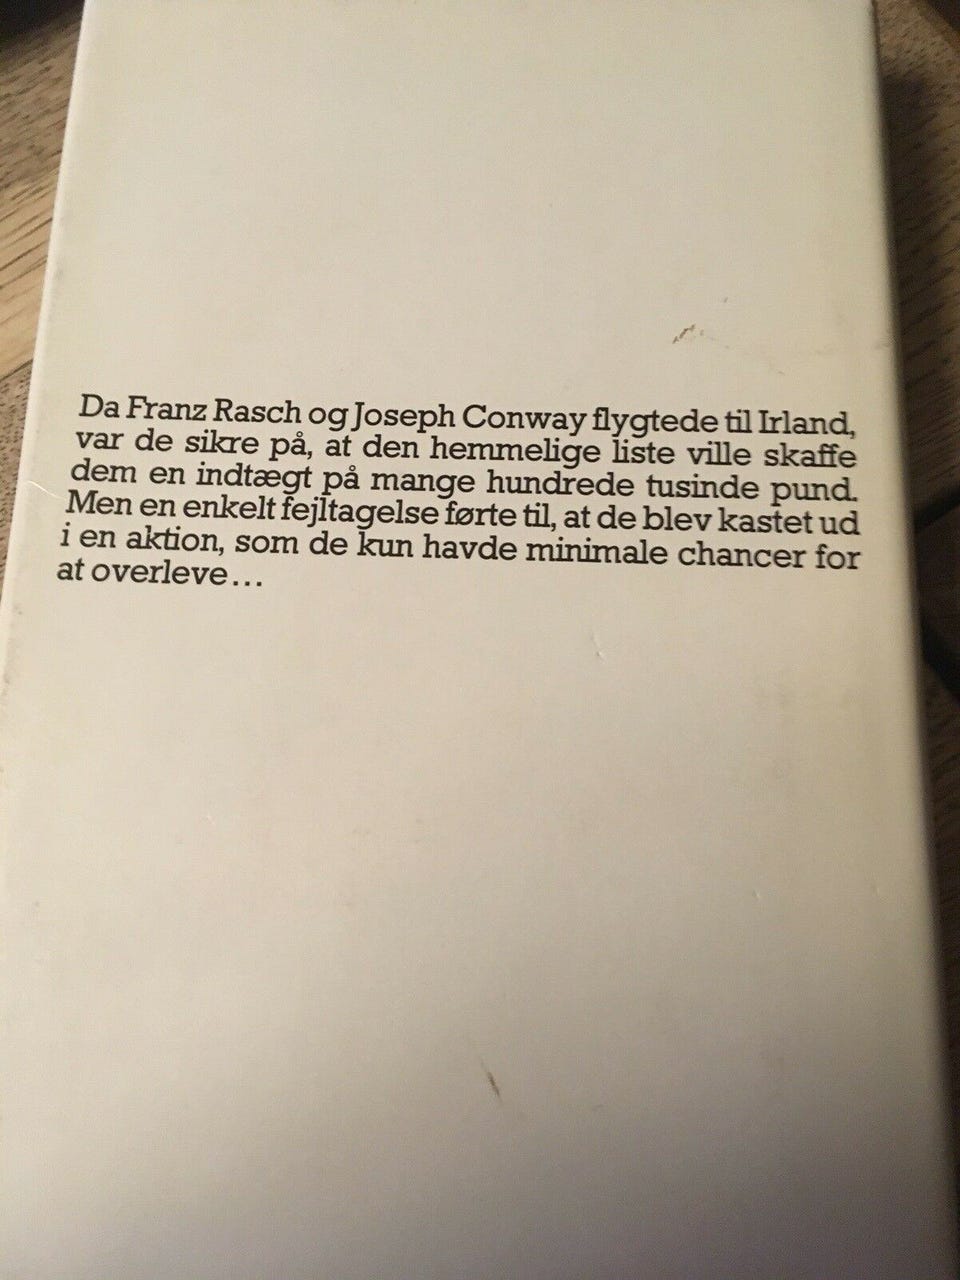 Da Franz Rasch og Joseph Conway flygtede til Irland,
var de sikre på, at den hemmelige liste ville skaffe
dem en indtægt på mange hundrede tusinde pund.
Men en enkelt fejltagelse førte til, at de blev kastet ud
i en aktion, som de kun havde minimale chancer for
at overleve...